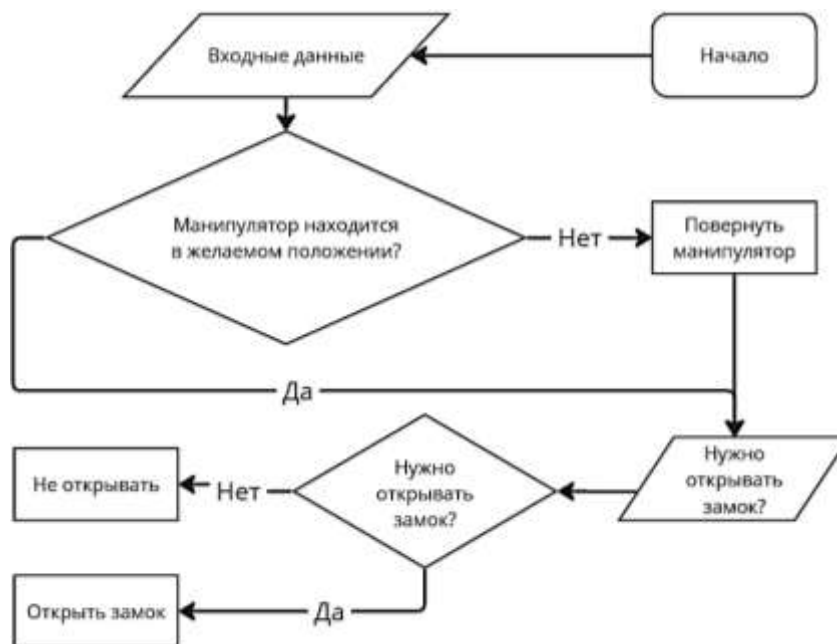 Входные данные
Начало
Манипулятор находится
в желаемом положении?
Нет
Повернуть
манипулятор
Да
Нужно
открывать
замок?
Нужно
открывать
замок?
Нет
Не открывать
Да
Открыть замок